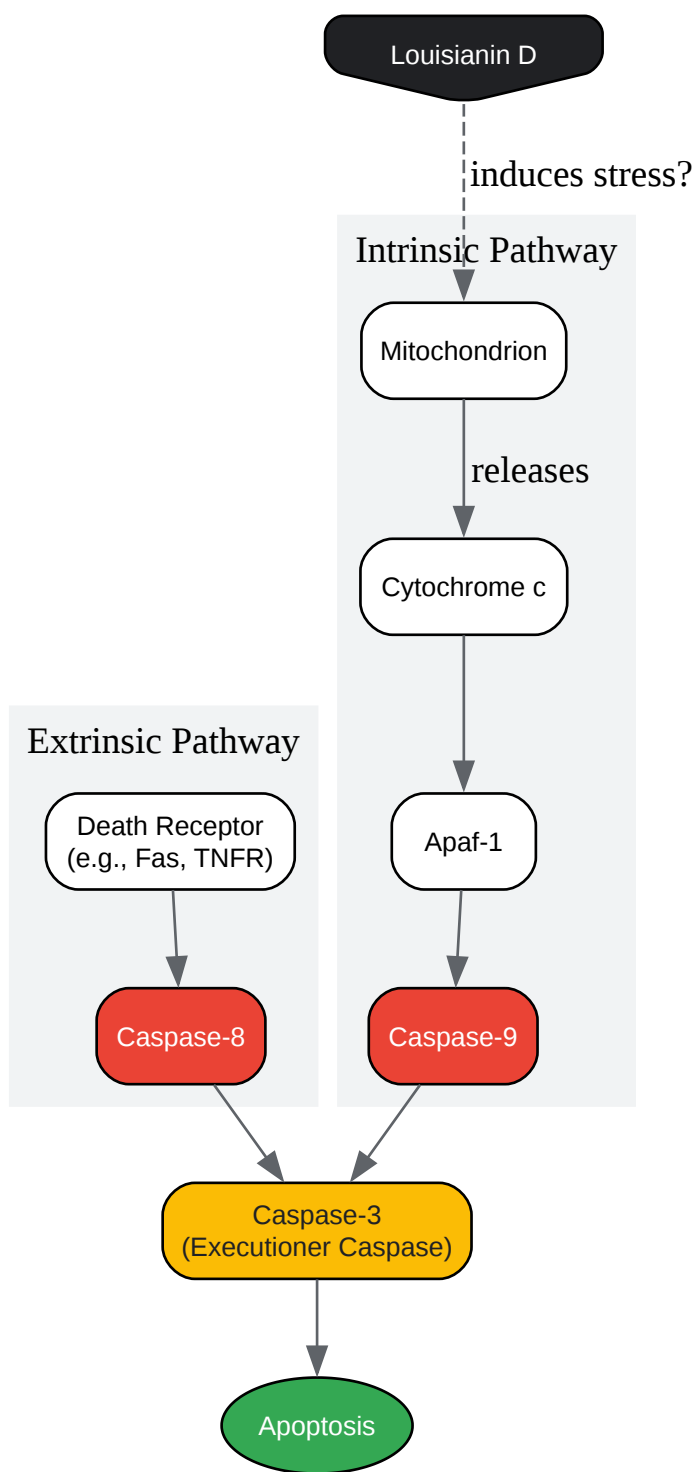 Louisianin D
induces stress?
Intrinsic Pathway
Mitochondrion
releases
Cytochrome c
Extrinsic Pathway
Death Receptor
(e.g., Fas, TNFR)
Apaf-1
Caspase-8
Caspase-9
Caspase-3
(Executioner Caspase)
Apoptosis